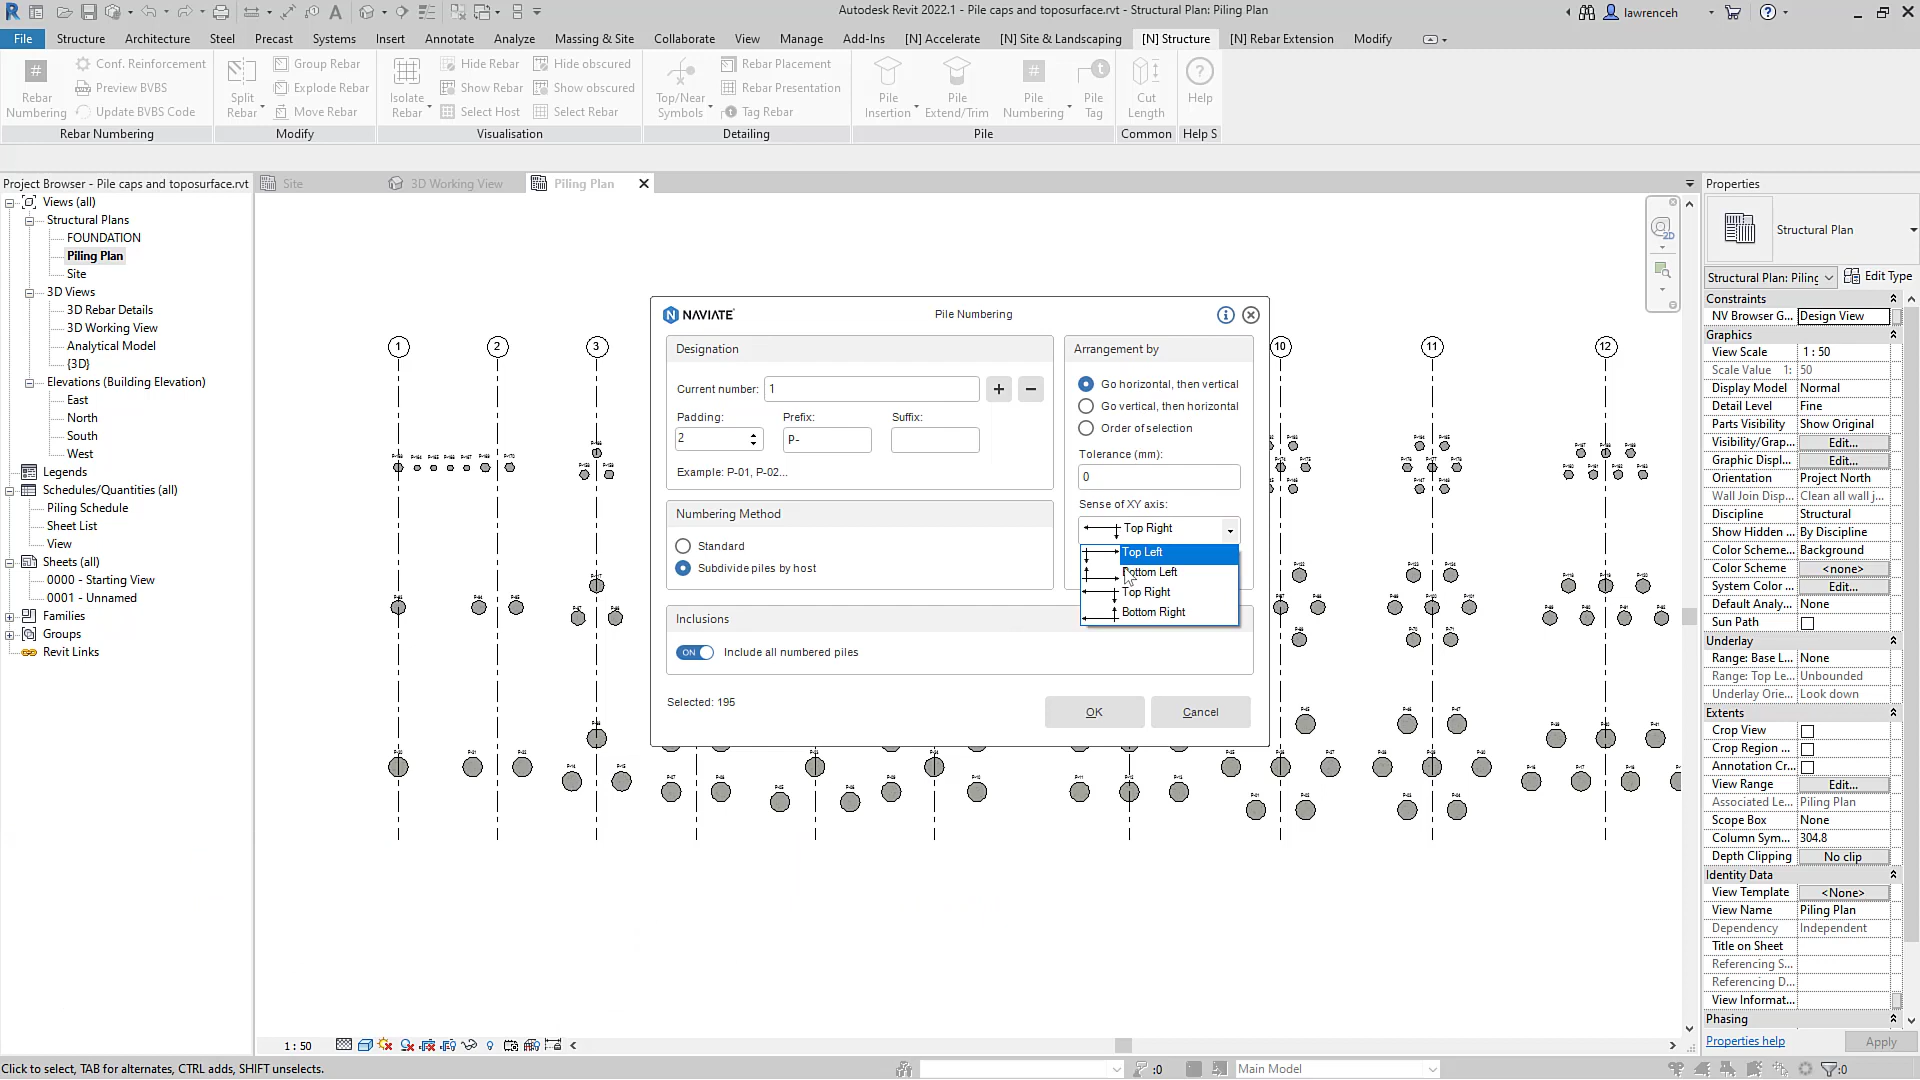 Autodesk Revit 2022.1 - Pile caps and toposurface.rvt - Structural Plan: Piling Plan
lawrenceh
File
Structure
Architecture
Steel
Precast
Systems
Insert
Annotate
Analyze
Massing & Site
Collaborate
View
Manage
Add-Ins
[N] Accelerate
[N] Site & Landscaping
[N] Structure
[N] Rebar Extension
Modify
Rebar
Numbering
Conf. Reinforcement
Preview BVBS
Update BVBS Code
Rebar Numbering
Split
Rebar
Group Rebar
Explode Rebar
Move Rebar
Modify
Isolate
Rebar
Hide Rebar
Show Rebar
Select Host
Hide obscured
Show obscured
Select Rebar
Visualisation
Top/Near
Symbols
Rebar Placement
Rebar Presentation
Tag Rebar
Detailing
Pile
Insertion
Pile
Extend/Trim
Pile
Numbering
Pile
Tag
Pile
Cut
Length
Common
Help
Help S
Project Browser - Pile caps and toposurface.rvt
Views (all)
Structural Plans
FOUNDATION
Piling Plan
Site
3D Views
3D Rebar Details
3D Working View
Analytical Model
{3D}
Elevations (Building Elevation)
East
North
South
West
Legends
Schedules/Quantities (all)
Piling Schedule
Sheet List
View
Sheets (all)
0000 - Starting View
0001 - Unnamed
Families
Groups
Revit Links
Site
3D Working View
Piling Plan
1
2
3
10
11
12
NAVIATE
Pile Numbering
Designation
Current number:
1
Padding:
Prefix:
Suffix:
2
P-
Example: P-01, P-02...
Numbering Method
Standard
Subdivide piles by host
Inclusions
ON
Include all numbered piles
Selected: 195
Arrangement by
Go horizontal, then vertical
Go vertical, then horizontal
Order of selection
Tolerance (mm):
0
Sense of XY axis:
Top Right
Top Left
Bottom Left
Top Right
Bottom Right
OK
Cancel
2D
Properties
Structural Plan
Structural Plan: Piling
Edit Type
Constraints
NV Browser G...
Design View
Graphics
View Scale
1 : 50
Scale Value 1:
50
Display Model
Normal
Detail Level
Fine
Parts Visibility
Show Original
Visibility/Grap...
Edit...
Graphic Displ...
Edit...
Orientation
Project North
Wall Join Disp...
Clean all wall j...
Discipline
Structural
Show Hidden ...
By Discipline
Color Scheme...
Background
Color Scheme
<none>
System Color ...
Edit...
Default Analy...
None
Sun Path
Underlay
Range: Base L...
None
Range: Top Le...
Unbounded
Underlay Orie...
Look down
Extents
Crop View
Crop Region ...
Annotation Cr...
View Range
Edit...
Associated Le...
Piling Plan
Scope Box
None
Column Sym...
304.8
Depth Clipping
No clip
Identity Data
View Template
<None>
View Name
Piling Plan
Dependency
Independent
Title on Sheet
Referencing S...
Referencing D...
View Informat...
Phasing
Properties help
Apply
1 : 50
Click to select, TAB for alternates, CTRL adds, SHIFT unselects.
:0
Main Model
:0